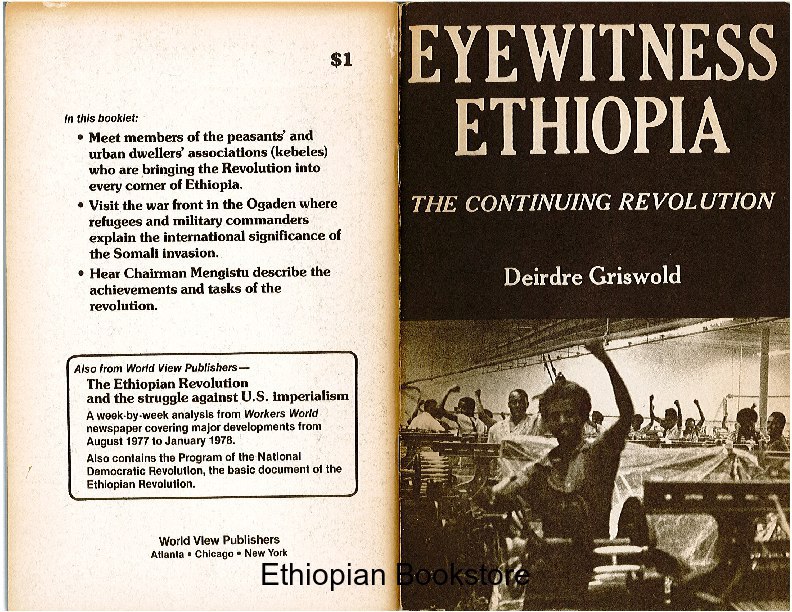 $1
In this booklet:
• Meet members of the peasants' and
urban dwellers' associations (kebeles)
who are bringing the Revolution into
every corner of Ethiopia.
• Visit the war front in the Ogaden where
refugees and military commanders
explain the international significance of
the Somali invasion.
• Hear Chairman Mengistu describe the
achievements and tasks of the
revolution.
Also from World View Publishers—
The Ethiopian Revolution
and the struggle against U.S. imperialism
A week-by-week analysis from Workers World
newspaper covering major developments from
August 1977 to January 1978.
Also contains the Program of the National
Democratic Revolution, the basic document of the
Ethiopian Revolution.
World View Publishers
Atlanta • Chicago • New York
EYEWITNESS
ETHIOPIA
THE CONTINUING REVOLUTION
Deirdre Griswold
Ethiopian Bookstore